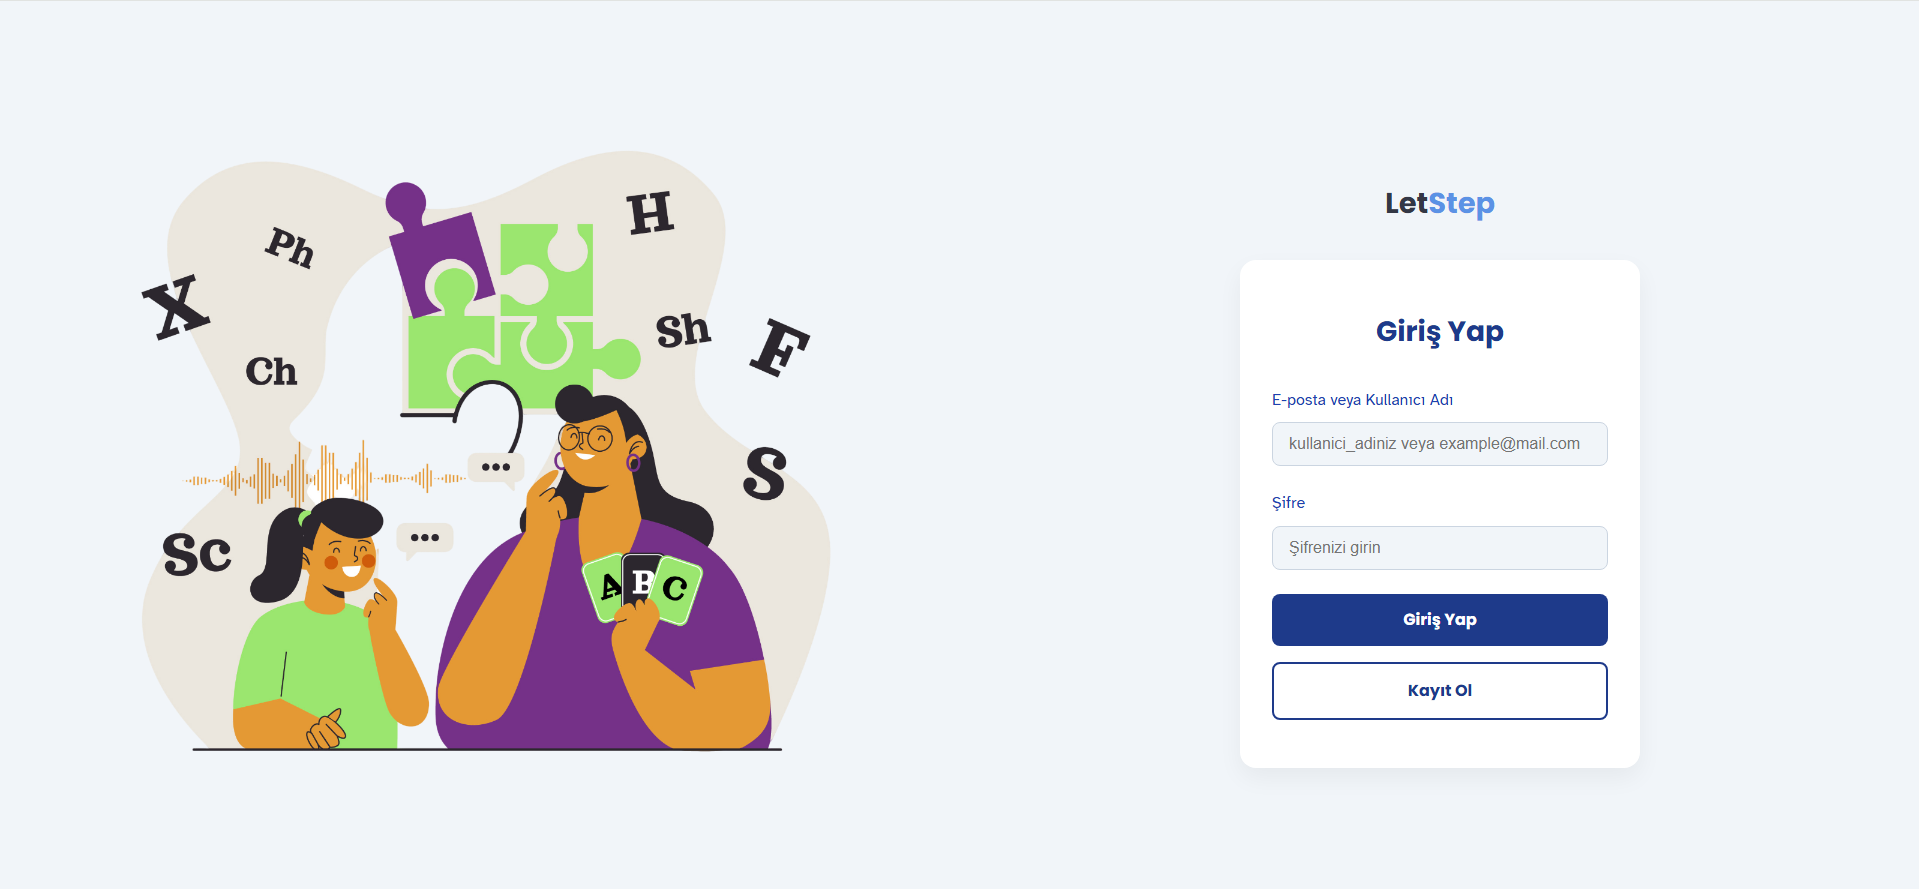 H
Ph
X
Sh
F
Ch
S
Sc
A B C
LetStep
Giriş Yap
E-posta veya Kullanıcı Adı
kullanici_adiniz veya example@mail.com
Şifre
Şifrenizi girin
Giriş Yap
Kayıt Ol